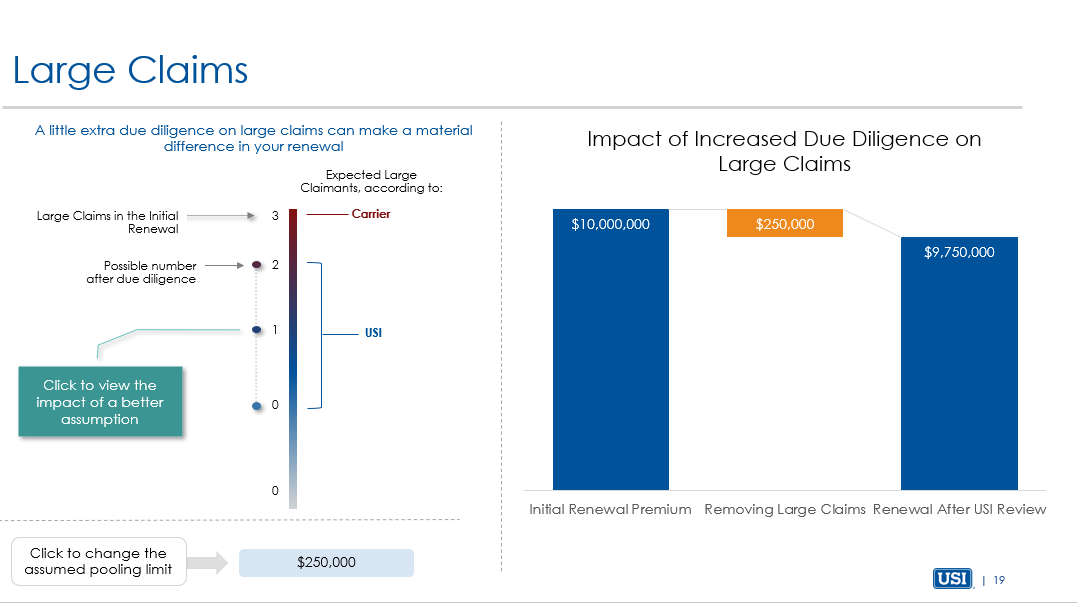 Large Claims
A little extra due diligence on large claims can make a material
difference in your renewal
Expected Large
Claimants, according to:
Large Claims in the Initial
Renewal
3
Carrier
Possible number
after due diligence
2
1
USI
Click to view the
impact of a better
assumption
0
0
Click to change the
assumed pooling limit
$250,000
Impact of Increased Due Diligence on
Large Claims
$10,000,000
$250,000
$9,750,000
Initial Renewal Premium
Removing Large Claims
Renewal After USI Review
USI
| 19